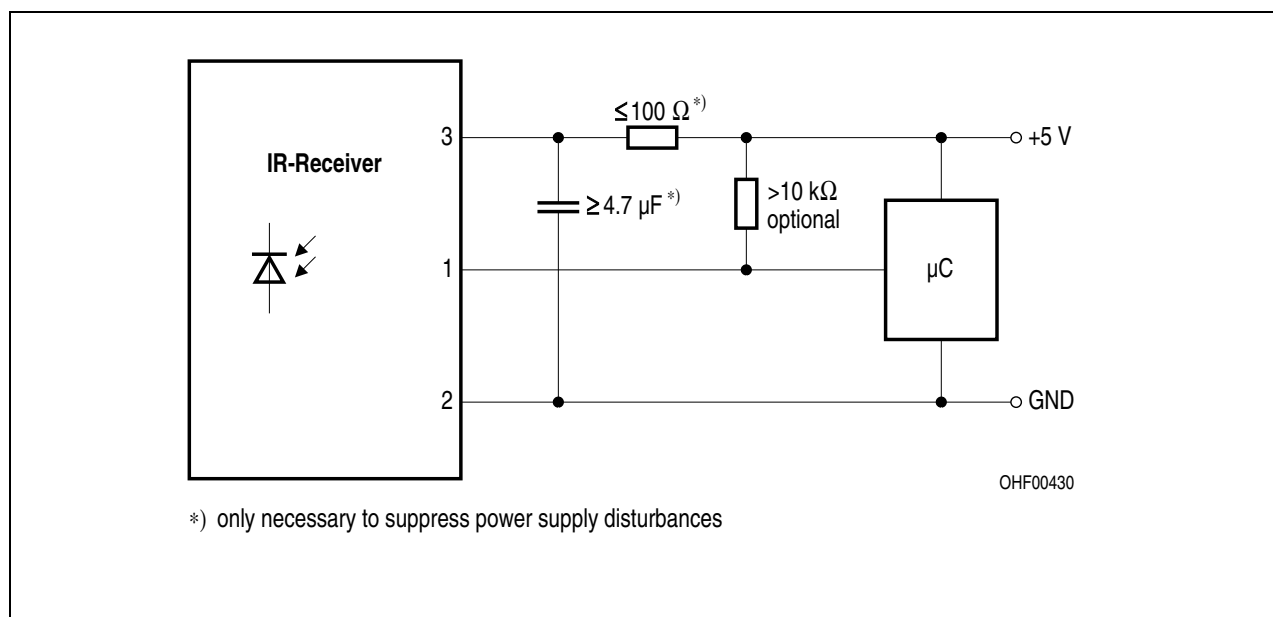 ≤100 Ω*)
3
+5 V
IR-Receiver
≥4.7 µF*)
>10 kΩ
optional
1
µC
2
GND
OHF00430
*) only necessary to suppress power supply disturbances